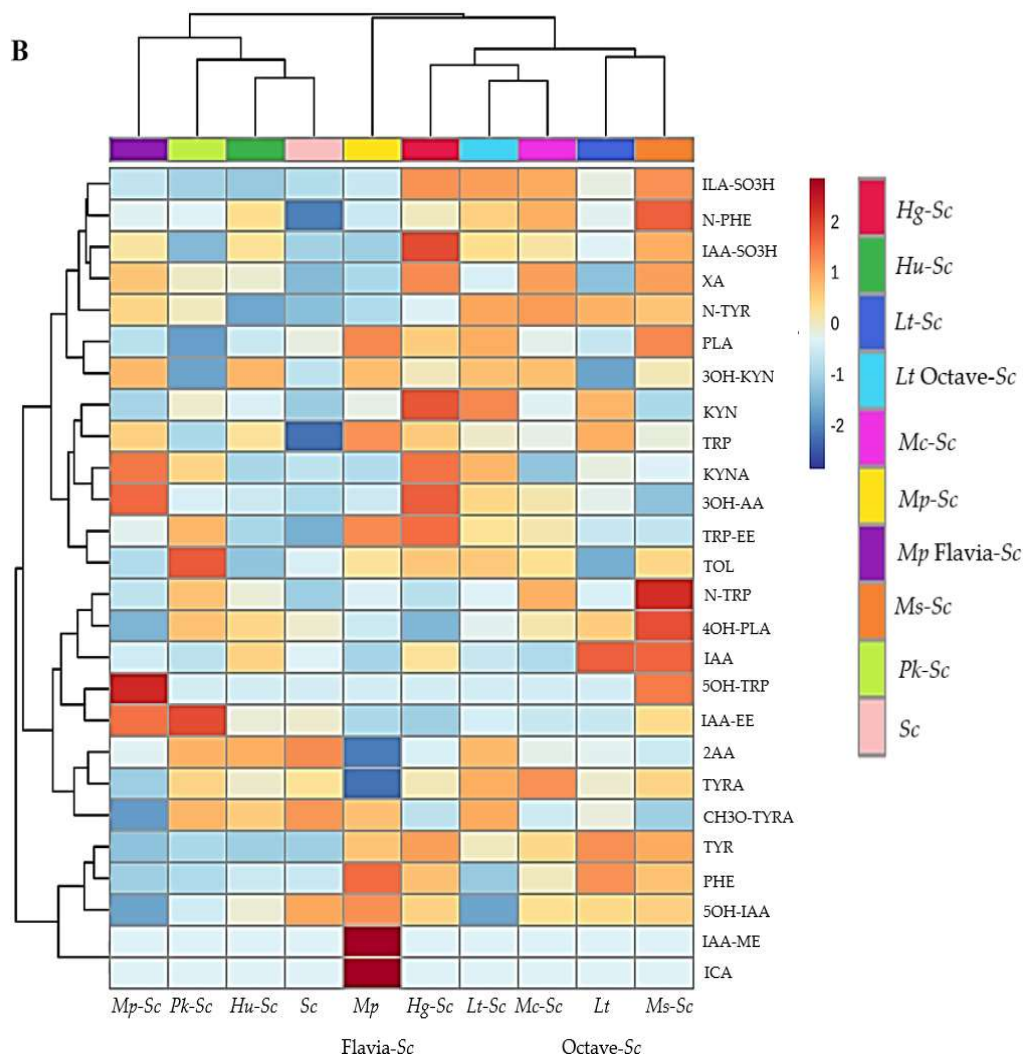 B
ILA-SO3H
N-PHE
IAA-SO3H
XA
N-TYR
PLA
3OH-KYN
KYN
TRP
KYNA
3OH-AA
TRP-EE
TOL
N-TRP
4OH-PLA
IAA
5OH-TRP
IAA-EE
2AA
TYRA
CH3O-TYRA
TYR
PHE
5OH-IAA
IAA-ME
ICA
2
1
0
-1
-2
Hg-Sc
Hu-Sc
Lt-Sc
Lt Octave-Sc
Mc-Sc
Mp-Sc
Mp Flavia-Sc
Ms-Sc
Pk-Sc
Sc
Mp-Sc Pk-Sc Hu-Sc Sc Mp Hg-Sc Lt-Sc Mc-Sc Lt Ms-Sc
Flavia-Sc Octave-Sc